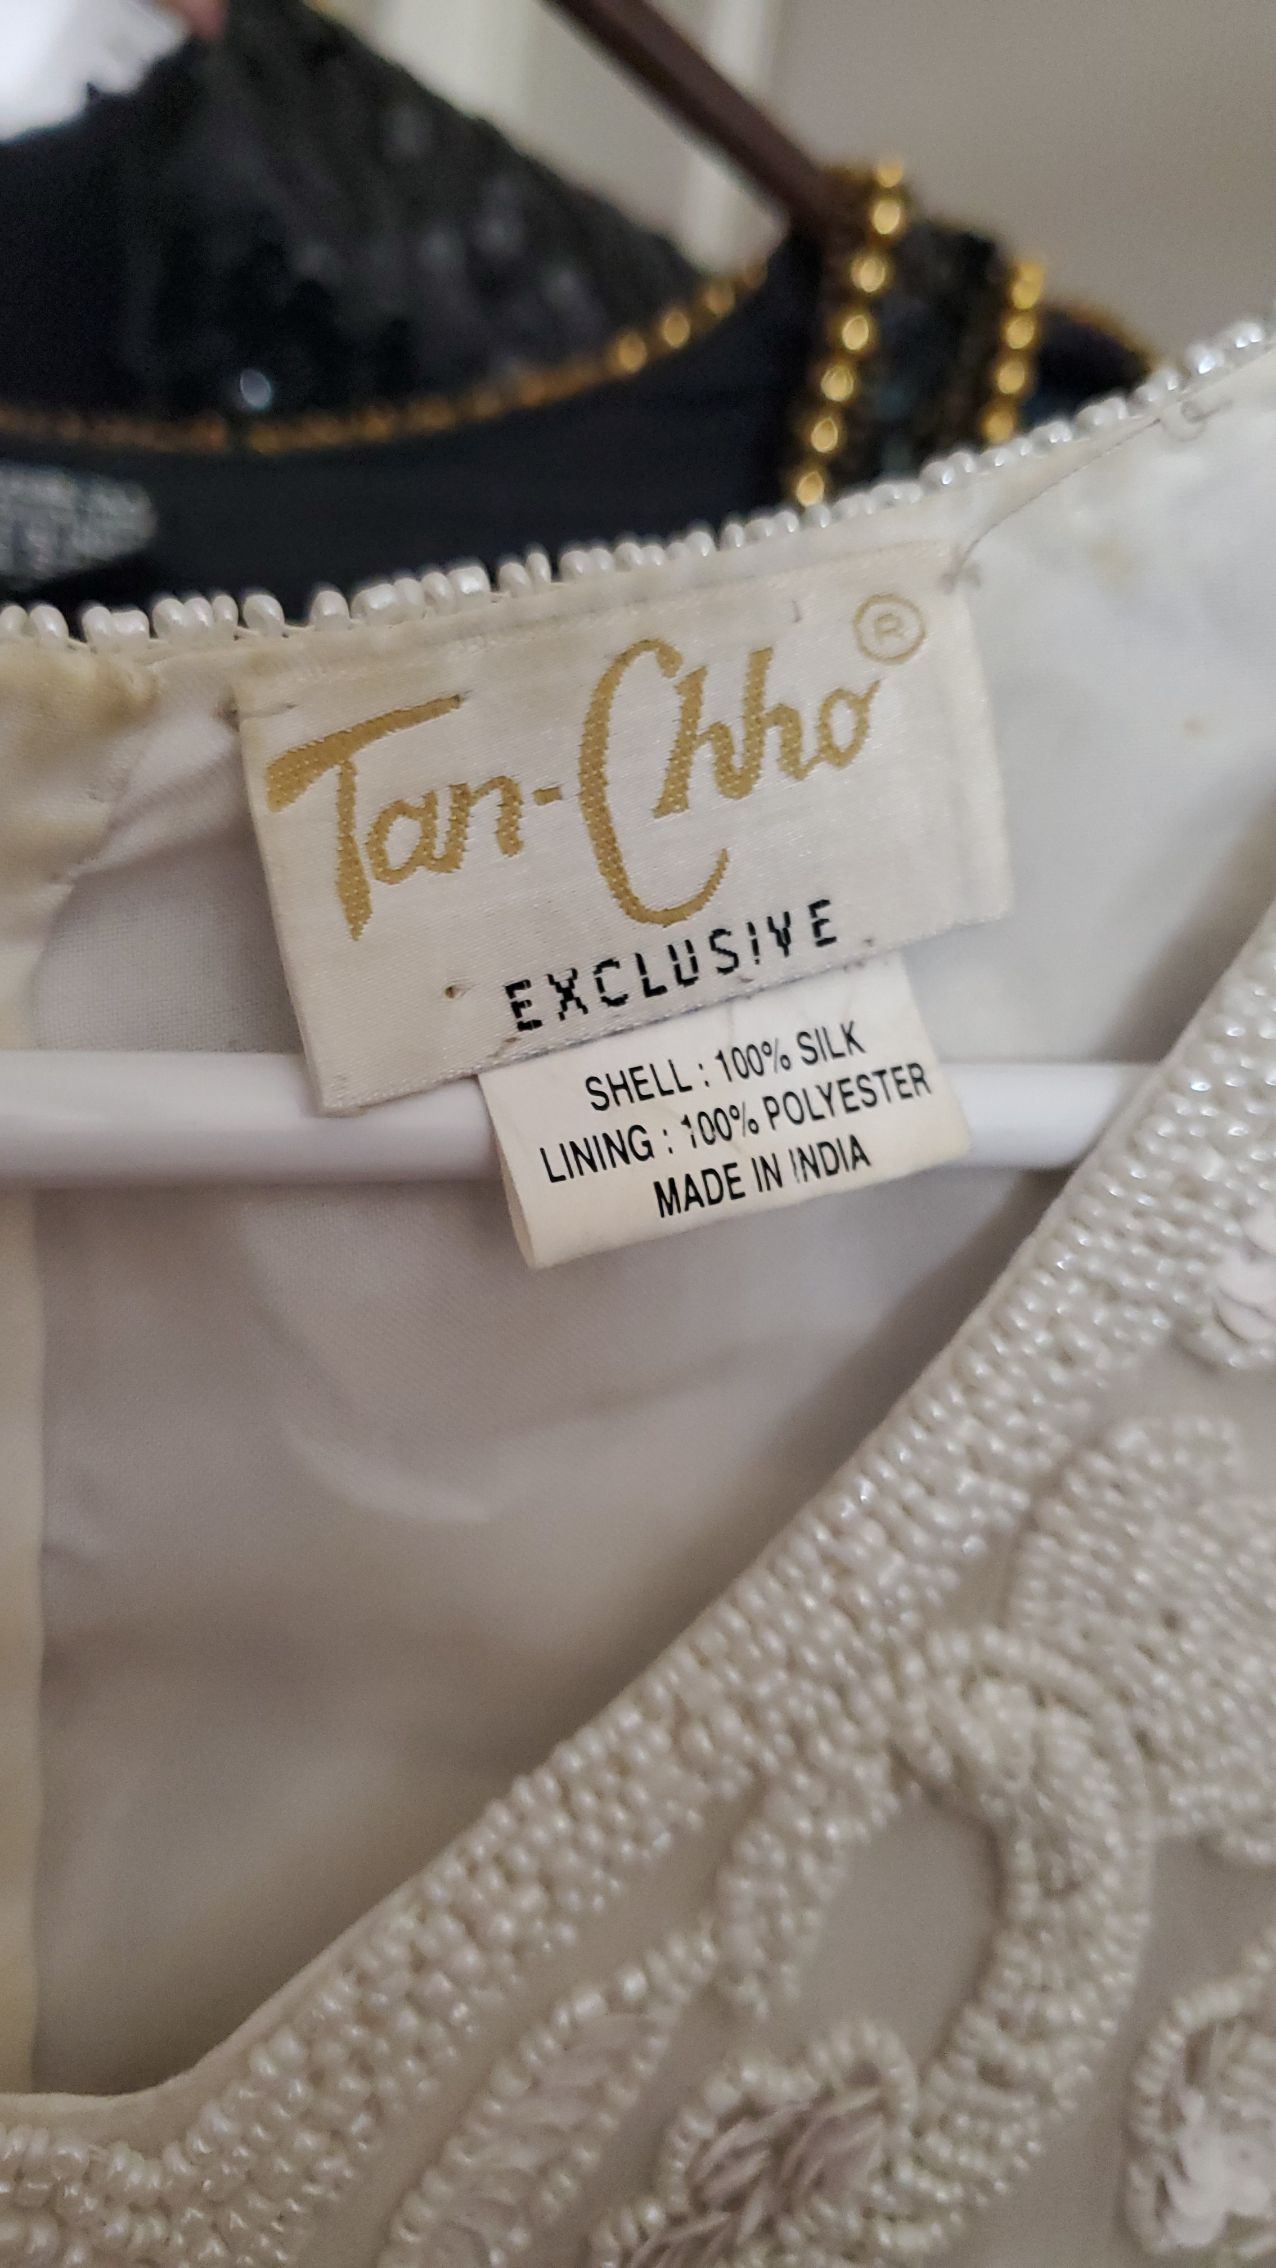 Tan-Chho ®
EXCLUSIVE
SHELL : 100% SILK
LINING : 100% POLYESTER
MADE IN INDIA